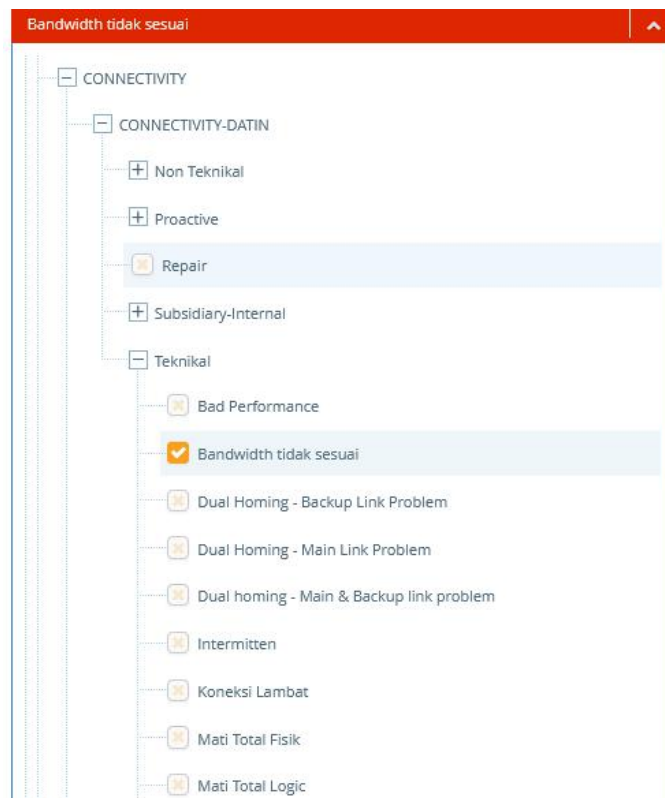 Bandwidth tidak sesuai
CONNECTIVITY
CONNECTIVITY-DATIN
Non Teknikal
Proactive
Repair
Subsidiary-Internal
Teknikal
Bad Performance
Bandwidth tidak sesuai
Dual Homing - Backup Link Problem
Dual Homing - Main Link Problem
Dual homing - Main & Backup link problem
Intermitten
Koneksi Lambat
Mati Total Fisik
Mati Total Logic